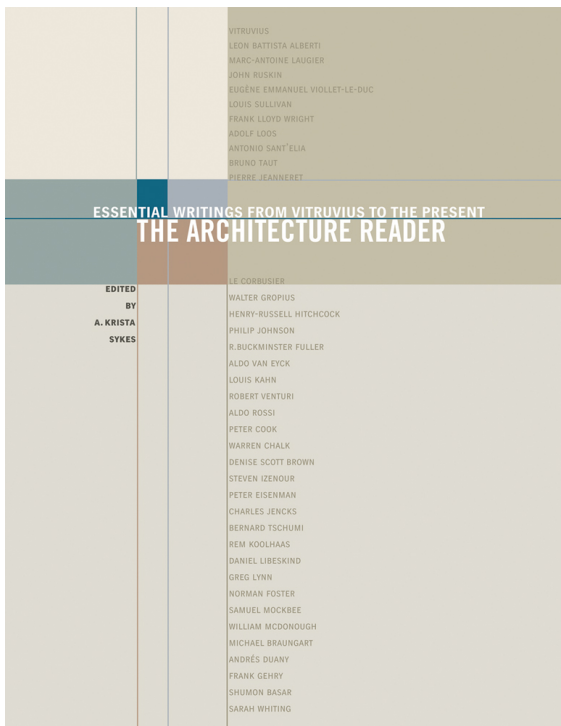 VITRUVIUS
LEON BATTISTA ALBERTI
MARC-ANTOINE LAUGIER
JOHN RUSKIN
EUGÈNE EMMANUEL VIOLLET-LE-DUC
LOUIS SULLIVAN
FRANK LLOYD WRIGHT
ADOLF LOOS
ANTONIO SANT'ELIA
BRUNO TAUT
PIERRE JEANNERET
ESSENTIAL WRITINGS FROM VITRUVIUS TO THE PRESENT
THE ARCHITECTURE READER
EDITED
BY
A. KRISTA
SYKES
LE CORBUSIER
WALTER GROPIUS
HENRY-RUSSELL HITCHCOCK
PHILIP JOHNSON
R.BUCKMINSTER FULLER
ALDO VAN EYCK
LOUIS KAHN
ROBERT VENTURI
ALDO ROSSI
PETER COOK
WARREN CHALK
DENISE SCOTT BROWN
STEVEN IZENOUR
PETER EISENMAN
CHARLES JENCKS
BERNARD TSCHUMI
REM KOOLHAAS
DANIEL LIBESKIND
GREG LYNN
NORMAN FOSTER
SAMUEL MOCKBEE
WILLIAM MCDONOUGH
MICHAEL BRAUNGART
ANDRÉS DUANY
FRANK GEHRY
SHUMON BASAR
SARAH WHITING